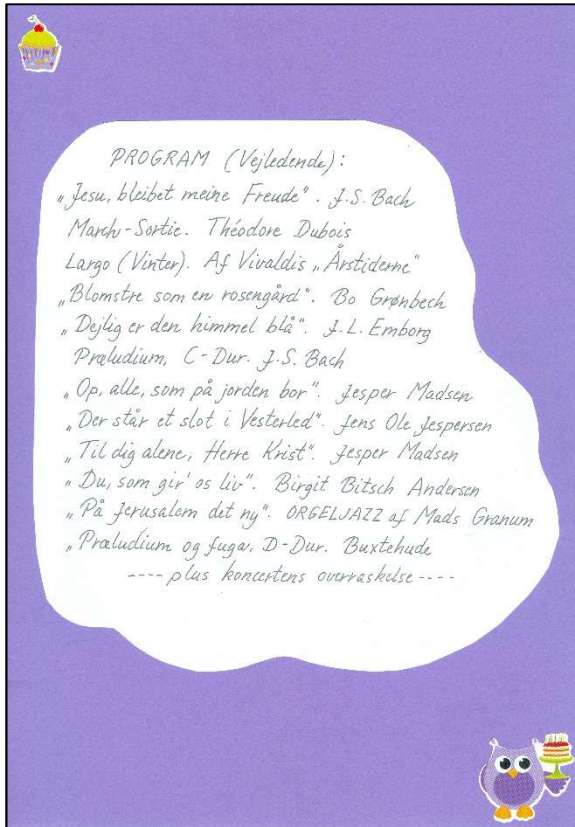 PROGRAM (Vejledende):
„Jesu, bleibet meine Freude". J.S. Bach
March-Sortie. Théodore Dubois
Largo (Vinter). Af Vivaldis „Årstiderne"
„Blomstre som en rosengård". Bo Grønbech
„Dejlig er den himmel blå". J.L. Emborg
Præludium, C-Dur. J.S. Bach
„Op, alle, som på jorden bor". Jesper Madsen
„Der står et slot i Vesterled". Jens Ole Jespersen
„Til dig alene, Herre Krist". Jesper Madsen
„Du, som gir' os liv". Birgit Bitsch Andersen
„På Jerusalem det ny". ORGELJAZZ af Mads Granum
„Præludium og fuga, D-Dur. Buxtehude
---- plus koncertens overraskelse ----